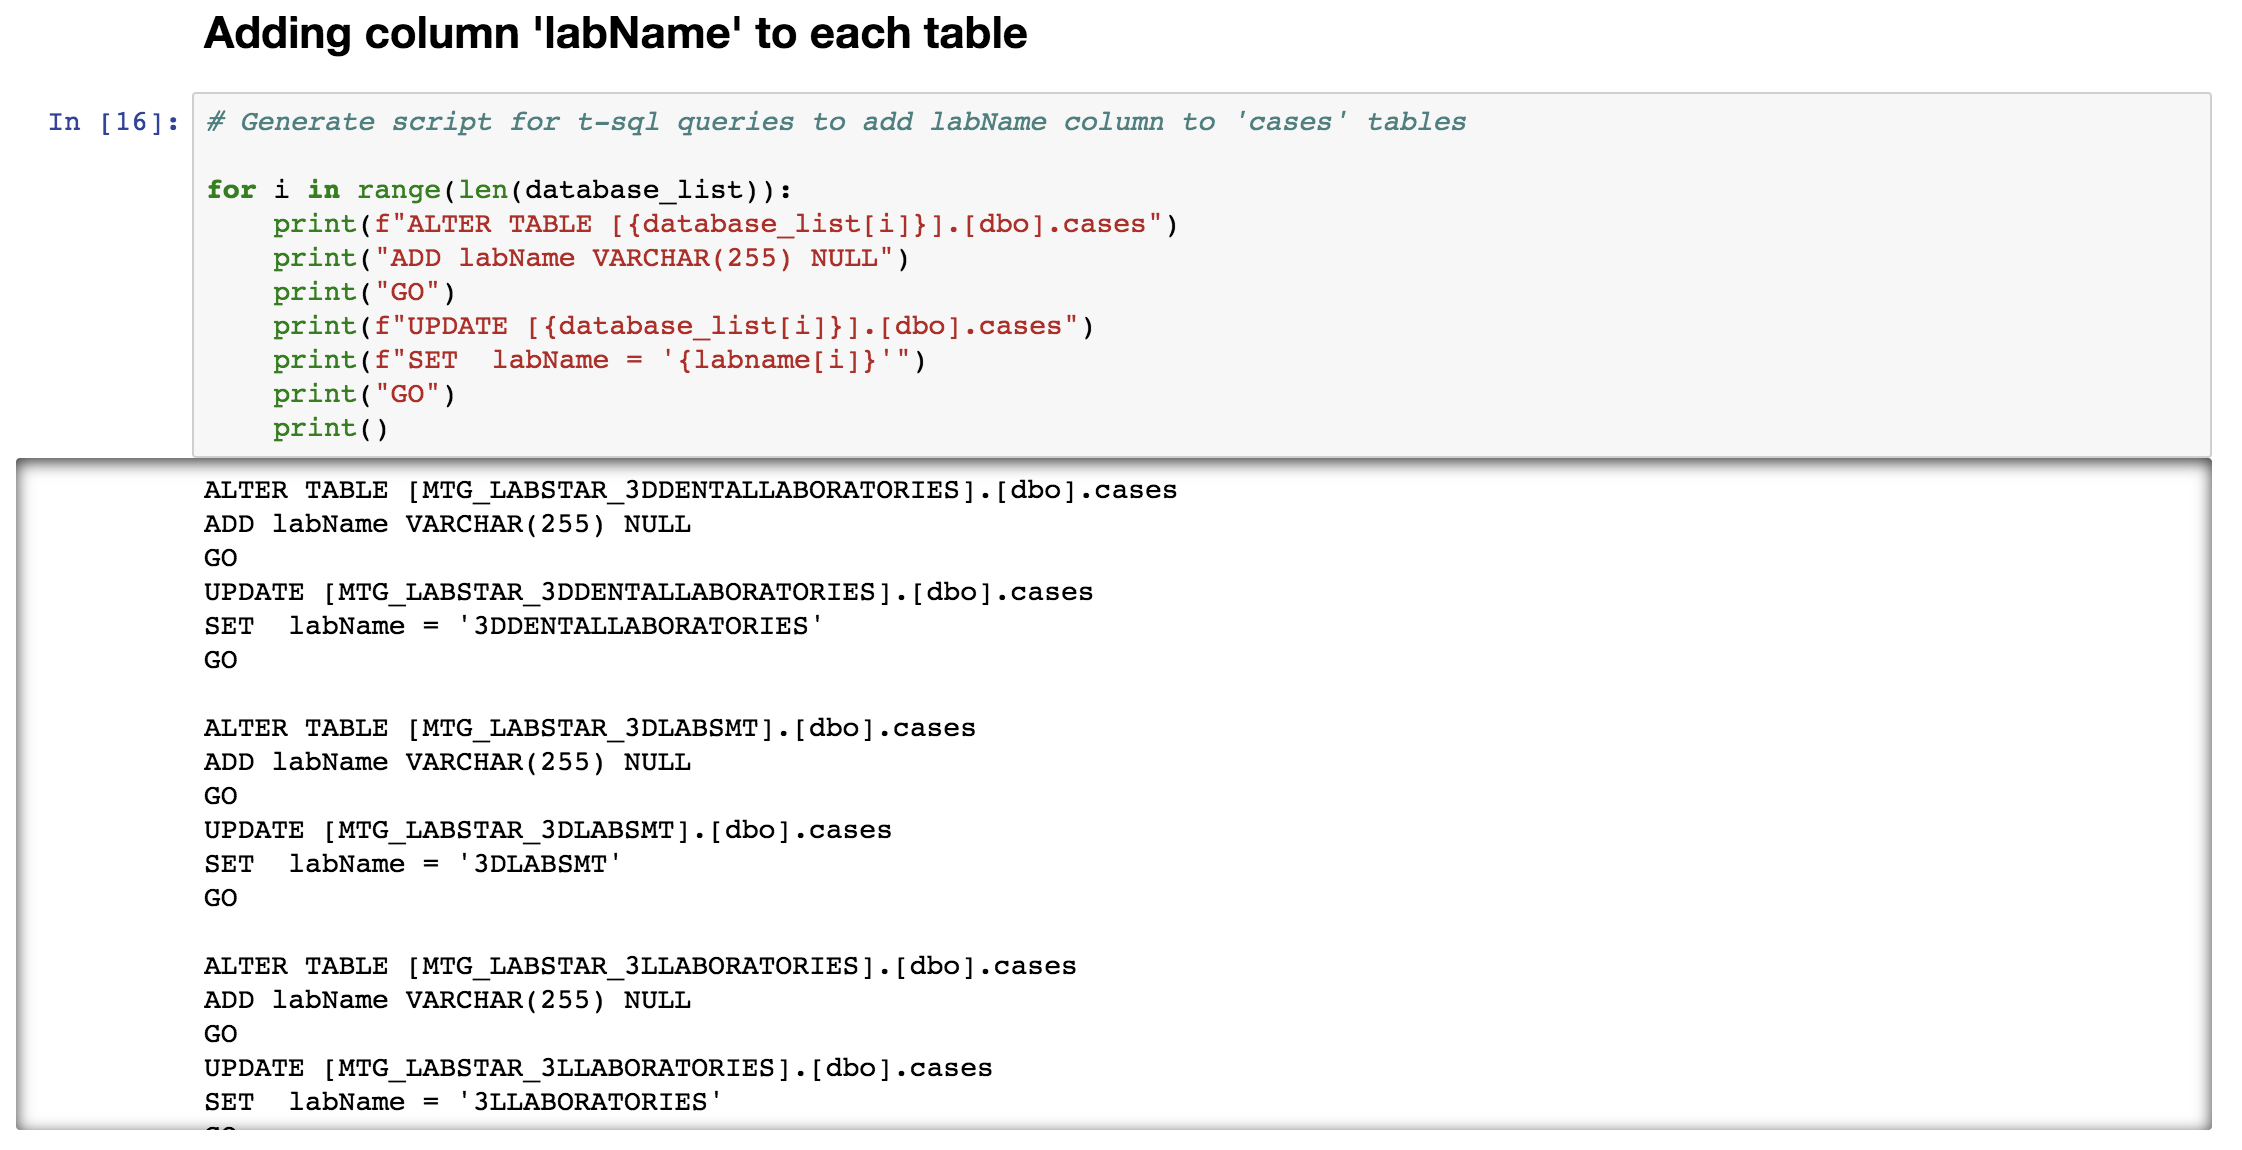 Adding column 'labName' to each table
In [16]:
# Generate script for t-sql queries to add labName column to 'cases' tables
for i in range(len(database_list)):
    print(f"ALTER TABLE [{database_list[i]}].[dbo].cases")
    print("ADD labName VARCHAR(255) NULL")
    print("GO")
    print(f"UPDATE [{database_list[i]}].[dbo].cases")
    print(f"SET  labName = '{labname[i]}'")
    print("GO")
    print()
ALTER TABLE [MTG_LABSTAR_3DDENTALLABORATORIES].[dbo].cases
ADD labName VARCHAR(255) NULL
GO
UPDATE [MTG_LABSTAR_3DDENTALLABORATORIES].[dbo].cases
SET  labName = '3DDENTALLABORATORIES'
GO
ALTER TABLE [MTG_LABSTAR_3DLABSMT].[dbo].cases
ADD labName VARCHAR(255) NULL
GO
UPDATE [MTG_LABSTAR_3DLABSMT].[dbo].cases
SET  labName = '3DLABSMT'
GO
ALTER TABLE [MTG_LABSTAR_3LLABORATORIES].[dbo].cases
ADD labName VARCHAR(255) NULL
GO
UPDATE [MTG_LABSTAR_3LLABORATORIES].[dbo].cases
SET  labName = '3LLABORATORIES'